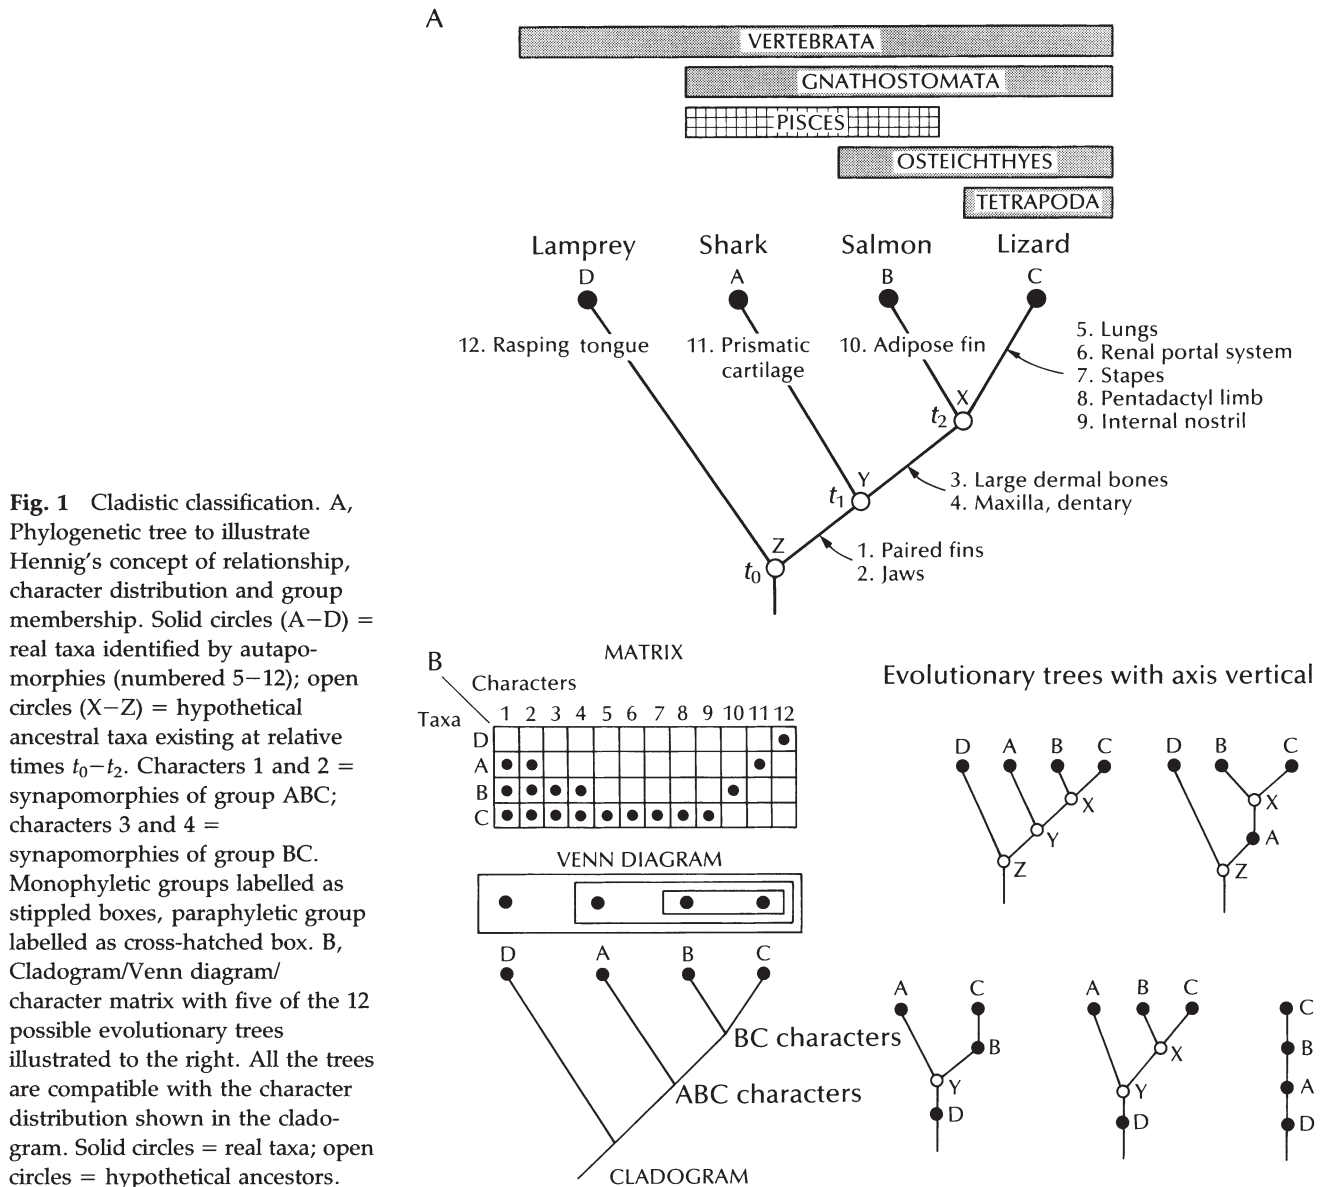 A
VERTEBRATA
GNATHOSTOMATA
PISCES
OSTEICHTHYES
TETRAPODA
Lamprey Shark Salmon Lizard
D A B C
12. Rasping tongue
11. Prismatic
cartilage
10. Adipose fin
5. Lungs
6. Renal portal system
7. Stapes
8. Pentadactyl limb
9. Internal nostril
X
t2
3. Large dermal bones
4. Maxilla, dentary
Y
t1
1. Paired fins
2. Jaws
Z
t0
Fig. 1 Cladistic classification. A,
Phylogenetic tree to illustrate
Hennig's concept of relationship,
character distribution and group
membership. Solid circles (A–D) =
real taxa identified by autapo-
morphies (numbered 5–12); open
circles (X–Z) = hypothetical
ancestral taxa existing at relative
times t0–t2. Characters 1 and 2 =
synapomorphies of group ABC;
characters 3 and 4 =
synapomorphies of group BC.
Monophyletic groups labelled as
stippled boxes, paraphyletic group
labelled as cross-hatched box. B,
Cladogram/Venn diagram/
character matrix with five of the 12
possible evolutionary trees
illustrated to the right. All the trees
are compatible with the character
distribution shown in the clado-
gram. Solid circles = real taxa; open
circles = hypothetical ancestors.
B
MATRIX
Characters
Taxa
1 2 3 4 5 6 7 8 9 10 11 12
D
A
B
C
VENN DIAGRAM
D A B C
BC characters
ABC characters
CLADOGRAM
Evolutionary trees with axis vertical
D A B C
X
Y
Z
D B C
X
A
Z
A C
B
Y
D
A B C
X
Y
D
C
B
A
D